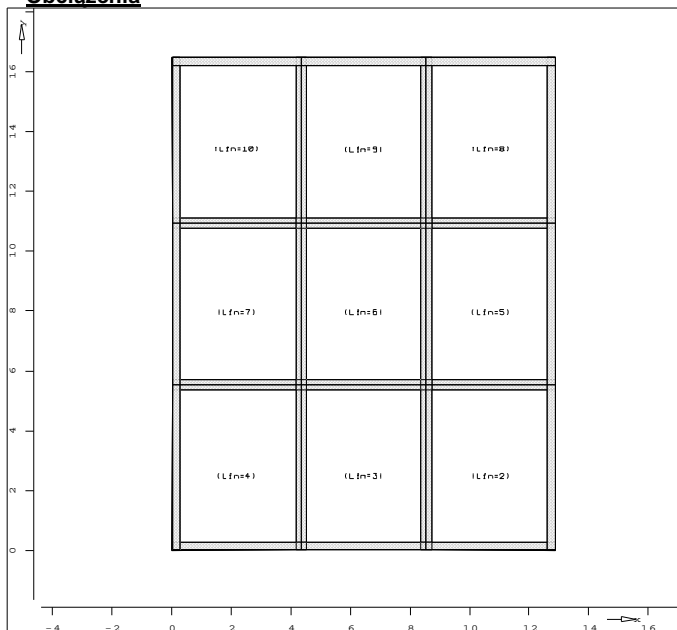 Obciążenia
y
16
(Lfn=10) (Lfn=9) (Lfn=8)
14
12
10
8
(Lfn=7) (Lfn=6) (Lfn=5)
6
4
(Lfn=4) (Lfn=3) (Lfn=2)
2
0
x
-4 -2 0 2 4 6 8 10 12 14 16